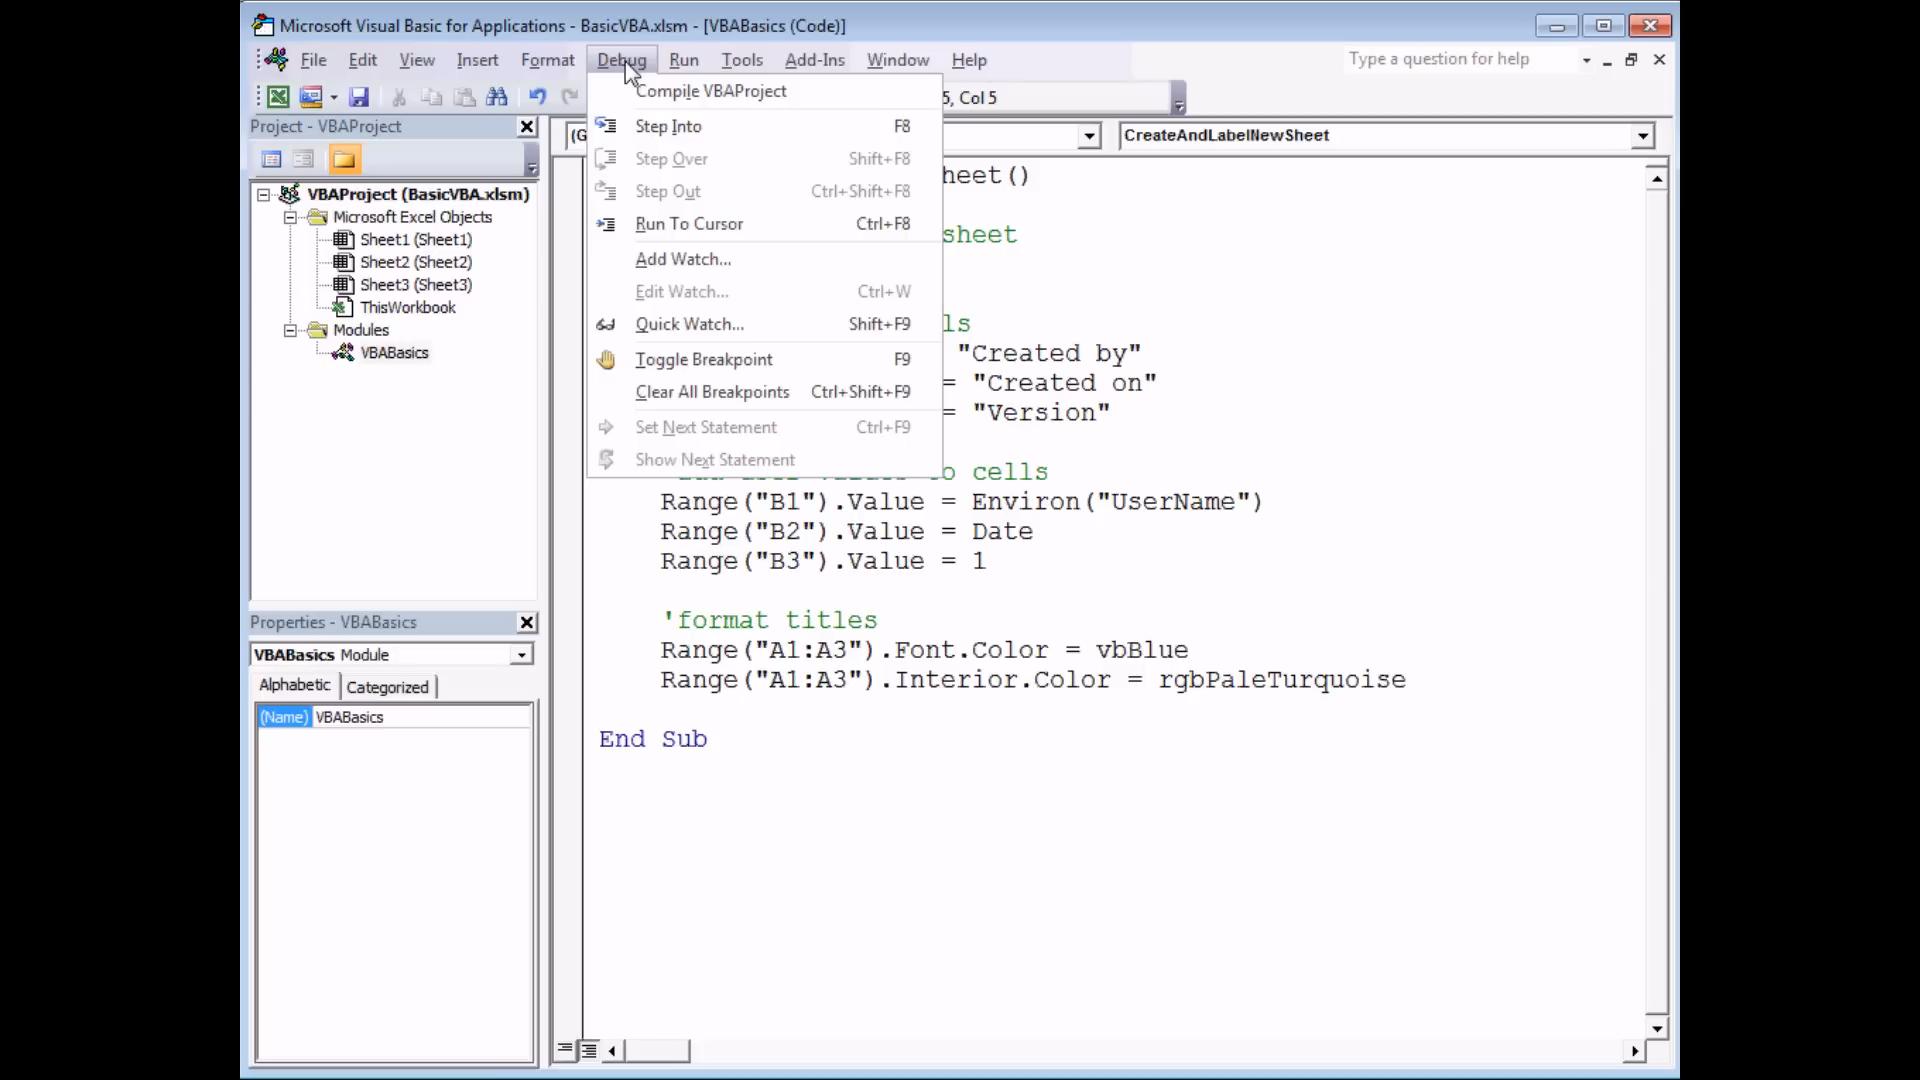 Microsoft Visual Basic for Applications - BasicVBA.xlsm - [VBABasics (Code)]
File Edit View Insert Format Debug Run Tools Add-Ins Window Help Type a question for help
5, Col 5
Project - VBAProject
VBAProject (BasicVBA.xlsm)
Microsoft Excel Objects
Sheet1 (Sheet1)
Sheet2 (Sheet2)
Sheet3 (Sheet3)
ThisWorkbook
Modules
VBABasics
Properties - VBABasics
VBABasics Module
Alphabetic Categorized
(Name) VBABasics
Compile VBAProject
Step Into F8
Step Over Shift+F8
Step Out Ctrl+Shift+F8
Run To Cursor Ctrl+F8
Add Watch...
Edit Watch... Ctrl+W
Quick Watch... Shift+F9
Toggle Breakpoint F9
Clear All Breakpoints Ctrl+Shift+F9
Set Next Statement Ctrl+F9
Show Next Statement
(G CreateAndLabelNewSheet
heet()
sheet
ls
"Created by"
= "Created on"
= "Version"
o cells
Range("B1").Value = Environ("UserName")
Range("B2").Value = Date
Range("B3").Value = 1
'format titles
Range("A1:A3").Font.Color = vbBlue
Range("A1:A3").Interior.Color = rgbPaleTurquoise
End Sub